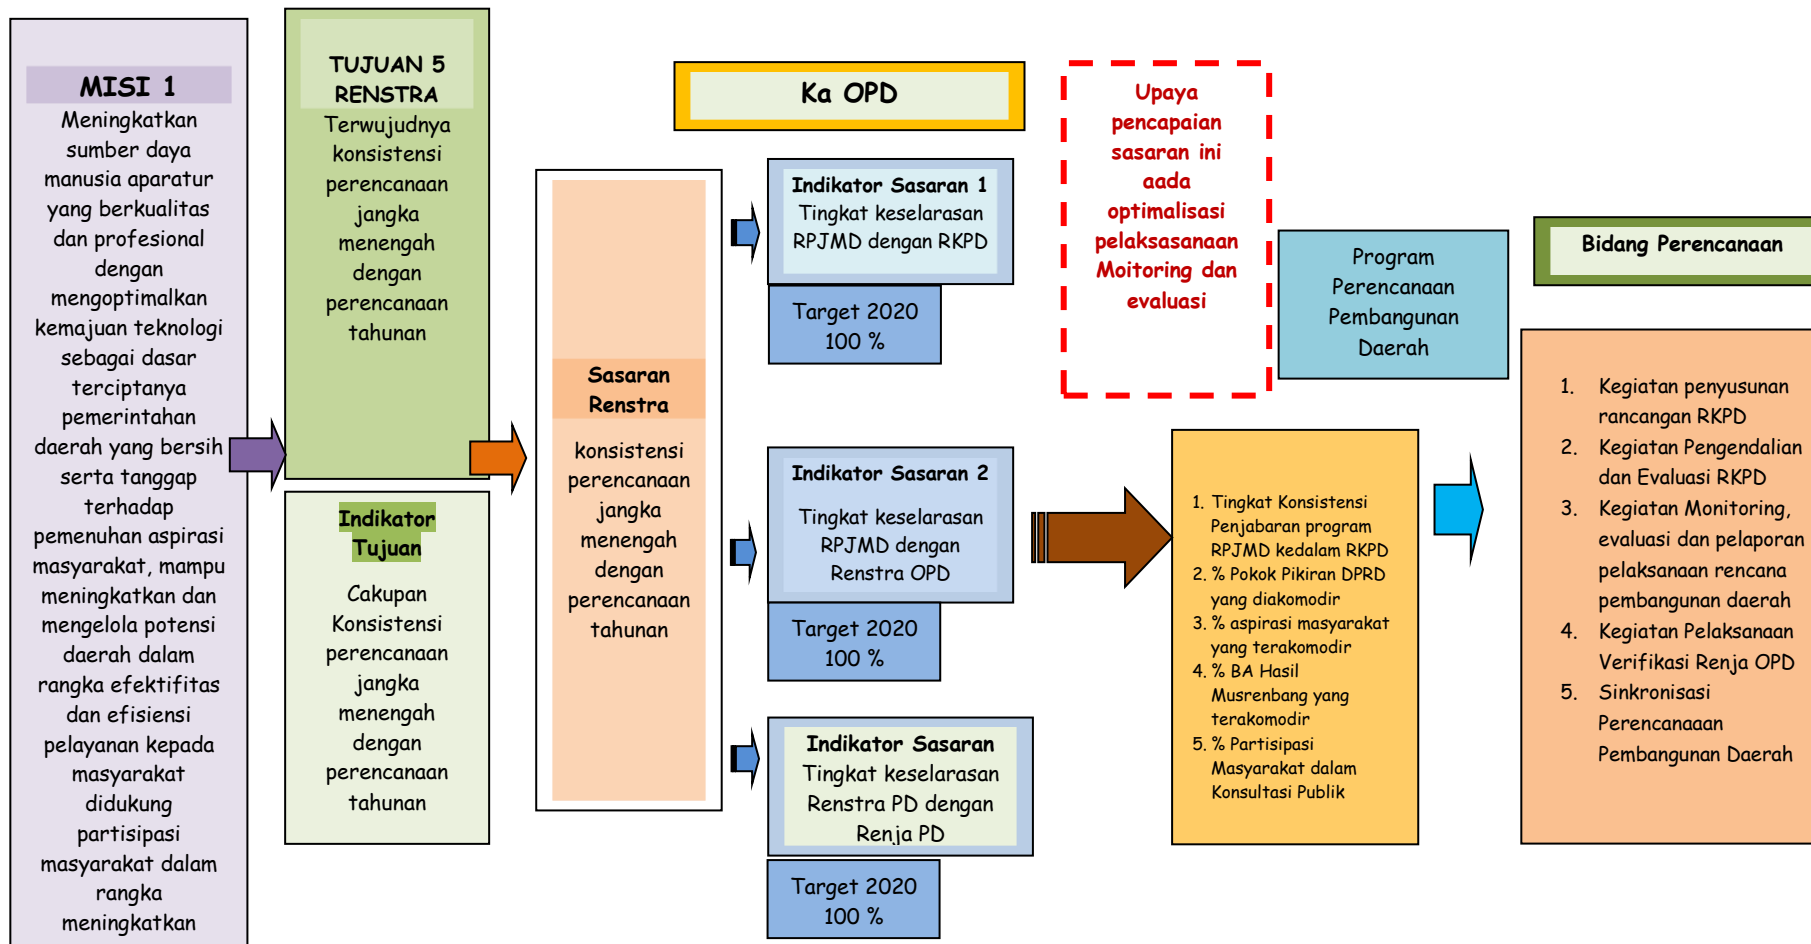 MISI 1
Meningkatkan
sumber daya
manusia aparatur
yang berkualitas
dan profesional
dengan
mengoptimalkan
kemajuan teknologi
sebagai dasar
terciptanya
pemerintahan
daerah yang bersih
serta tanggap
terhadap
pemenuhan aspirasi
masyarakat, mampu
meningkatkan dan
mengelola potensi
daerah dalam
rangka efektifitas
dan efisiensi
pelayanan kepada
masyarakat
didukung
partisipasi
masyarakat dalam
rangka
meningkatkan
TUJUAN 5
RENSTRA
Terwujudnya
konsistensi
perencanaan
jangka
menengah
dengan
perencanaan
tahunan
Indikator
Tujuan
Cakupan
Konsistensi
perencanaan
jangka
menengah
dengan
perencanaan
tahunan
Sasaran
Renstra
konsistensi
perencanaan
jangka
menengah
dengan
perencanaan
tahunan
Ka OPD
Indikator Sasaran 1
Tingkat keselarasan
RPJMD dengan RKPD
Target 2020
100 %
Indikator Sasaran 2
Tingkat keselarasan
RPJMD dengan
Renstra OPD
Target 2020
100 %
Indikator Sasaran
Tingkat keselarasan
Renstra PD dengan
Renja PD
Target 2020
100 %
Upaya
pencapaian
sasaran ini
aada
optimalisasi
pelaksasanaan
Moitoring dan
evaluasi
Program
Perencanaan
Pembangunan
Daerah
1. Tingkat Konsistensi
Penjabaran program
RPJMD kedalam RKPD
2. % Pokok Pikiran DPRD
yang diakomodir
3. % aspirasi masyarakat
yang terakomodir
4. % BA Hasil
Musrenbang yang
terakomodir
5. % Partisipasi
Masyarakat dalam
Konsultasi Publik
Bidang Perencanaan
1. Kegiatan penyusunan
rancangan RKPD
2. Kegiatan Pengendalian
dan Evaluasi RKPD
3. Kegiatan Monitoring,
evaluasi dan pelaporan
pelaksanaan rencana
pembangunan daerah
4. Kegiatan Pelaksanaan
Verifikasi Renja OPD
5. Sinkronisasi
Perencanaaan
Pembangunan Daerah